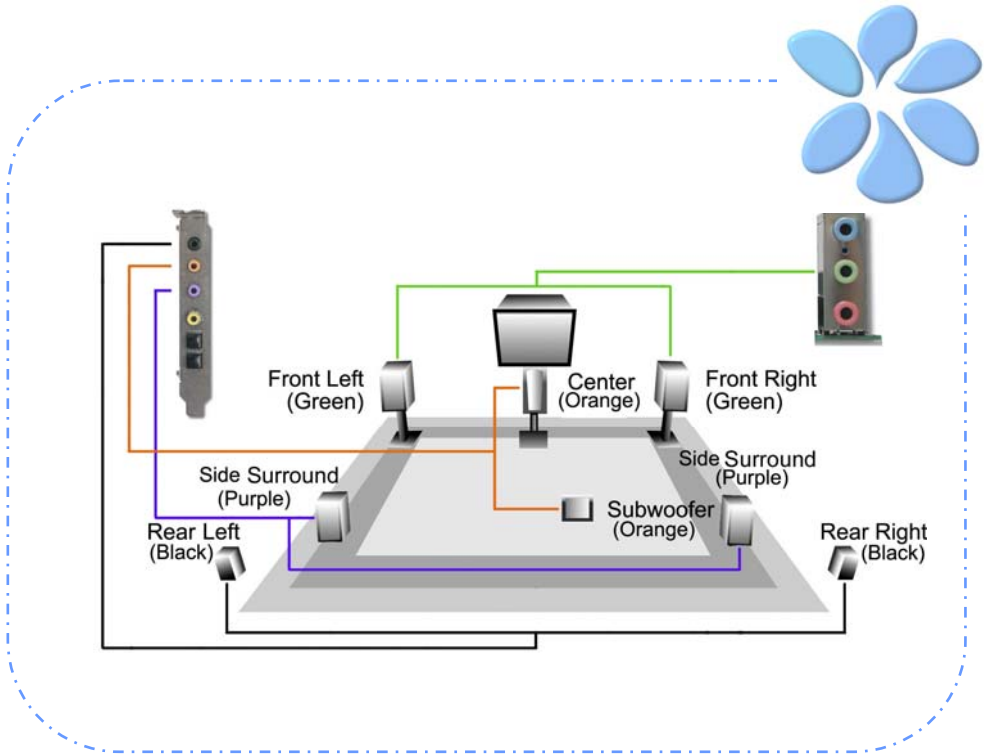 Front Left
(Green)
Center
(Orange)
Front Right
(Green)
Side Surround
(Purple)
Side Surround
(Purple)
Subwoofer
(Orange)
Rear Left
(Black)
Rear Right
(Black)